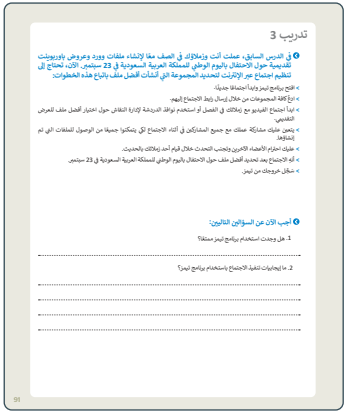 تدريب 3
في الدرس السابق، عملت أنت وزملاؤك في الصف معًا لإنشاء ملفات وورد وعروض باوربوينت
تقديمية حول الاحتفال باليوم الوطني للمملكة العربية السعودية في 23 سبتمبر. الآن، تحتاج إلى
تنظيم اجتماع عبر الإنترنت لتحديد المجموعة التي أنشأت أفضل ملف باتباع هذه الخطوات:
> افتح برنامج تيمز وابدأ اجتماعًا جديدًا.
> ادعُ كافة المجموعات من خلال إرسال رابط الاجتماع إليهم.
> ابدأ اجتماع الفيديو مع زملائك في الفصل أو استخدم نوافذ الدردشة لإدارة النقاش حول اختيار أفضل ملف للعرض
التقديمي.
> يتعين عليك مشاركة عملك مع جميع المشاركين في أثناء الاجتماع لكي يتمكنوا جميعًا من الوصول للملفات التي تم
إنشاؤها.
> عليك احترام الأعضاء الآخرين وتجنب التحدث خلال قيام أحد زملائك بالحديث.
> أنهِ الاجتماع بعد تحديد أفضل ملف حول الاحتفال باليوم الوطني للمملكة العربية السعودية في 23 سبتمبر.
> سَجّل خروجك من تيمز.
أجب الآن عن السؤالين التاليين:
1. هل وجدت استخدام برنامج تيمز ممتعًا؟
2. ما إيجابيات تنفيذ الاجتماع باستخدام برنامج تيمز؟
91